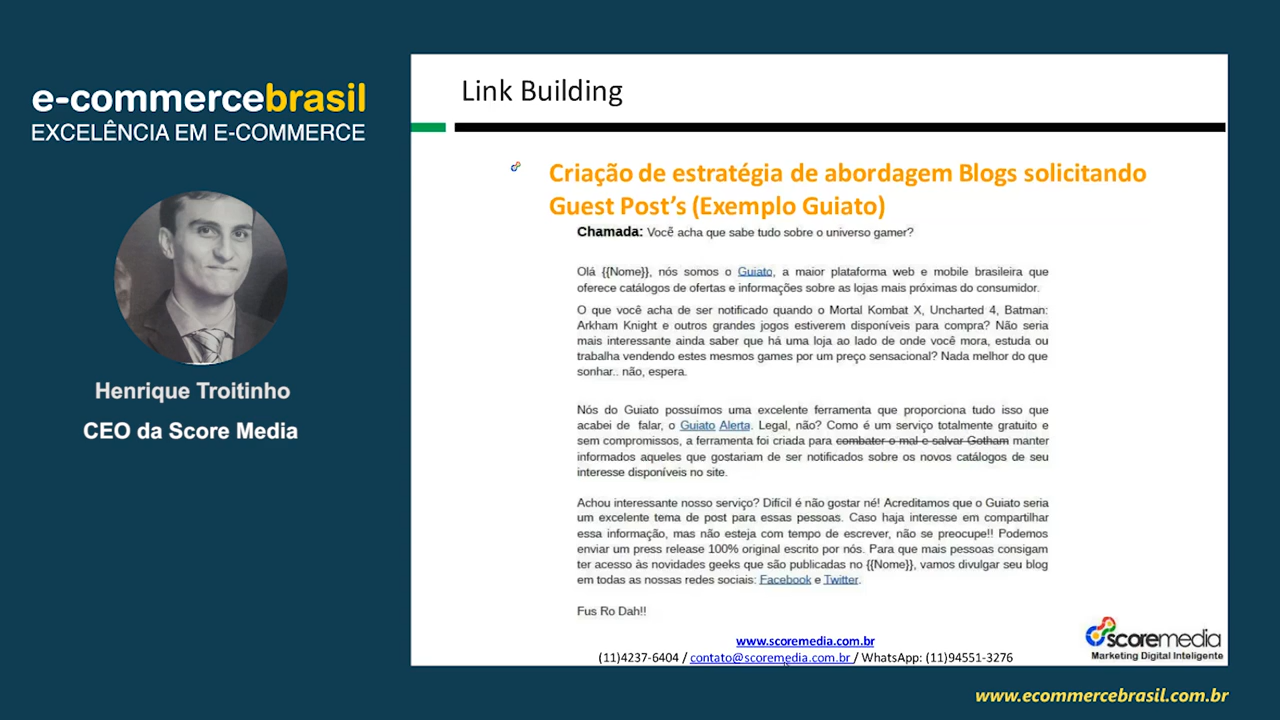 e-commercebrasil
EXCELÊNCIA EM E-COMMERCE
Henrique Troitinho
CEO da Score Media
Link Building
Criação de estratégia de abordagem Blogs solicitando
Guest Post's (Exemplo Guiato)
Chamada: Você acha que sabe tudo sobre o universo gamer?
Olá {{Nome}}, nós somos o Guiato, a maior plataforma web e mobile brasileira que
oferece catálogos de ofertas e informações sobre as lojas mais próximas do consumidor.
O que você acha de ser notificado quando o Mortal Kombat X, Uncharted 4, Batman:
Arkham Knight e outros grandes jogos estiverem disponíveis para compra? Não seria
mais interessante ainda saber que há uma loja ao lado de onde você mora, estuda ou
trabalha vendendo estes mesmos games por um preço sensacional? Nada melhor do que
sonhar.. não, espera.
Nós do Guiato possuímos uma excelente ferramenta que proporciona tudo isso que
acabei de falar, o Guiato Alerta. Legal, não? Como é um serviço totalmente gratuito e
sem compromissos, a ferramenta foi criada para combater o mal e salvar Gotham manter
informados aqueles que gostariam de ser notificados sobre os novos catálogos de seu
interesse disponíveis no site.
Achou interessante nosso serviço? Difícil é não gostar né! Acreditamos que o Guiato seria
um excelente tema de post para essas pessoas. Caso haja interesse em compartilhar
essa informação, mas não esteja com tempo de escrever, não se preocupe!! Podemos
enviar um press release 100% original escrito por nós. Para que mais pessoas consigam
ter acesso às novidades geeks que são publicadas no {{Nome}}, vamos divulgar seu blog
em todas as nossas redes sociais: Facebook e Twitter.
Fus Ro Dah!!
www.scoremedia.com.br
(11)4237-6404 / contato@scoremedia.com.br / WhatsApp: (11)94551-3276
scoremedia
Marketing Digital Inteligente
www.ecommercebrasil.com.br